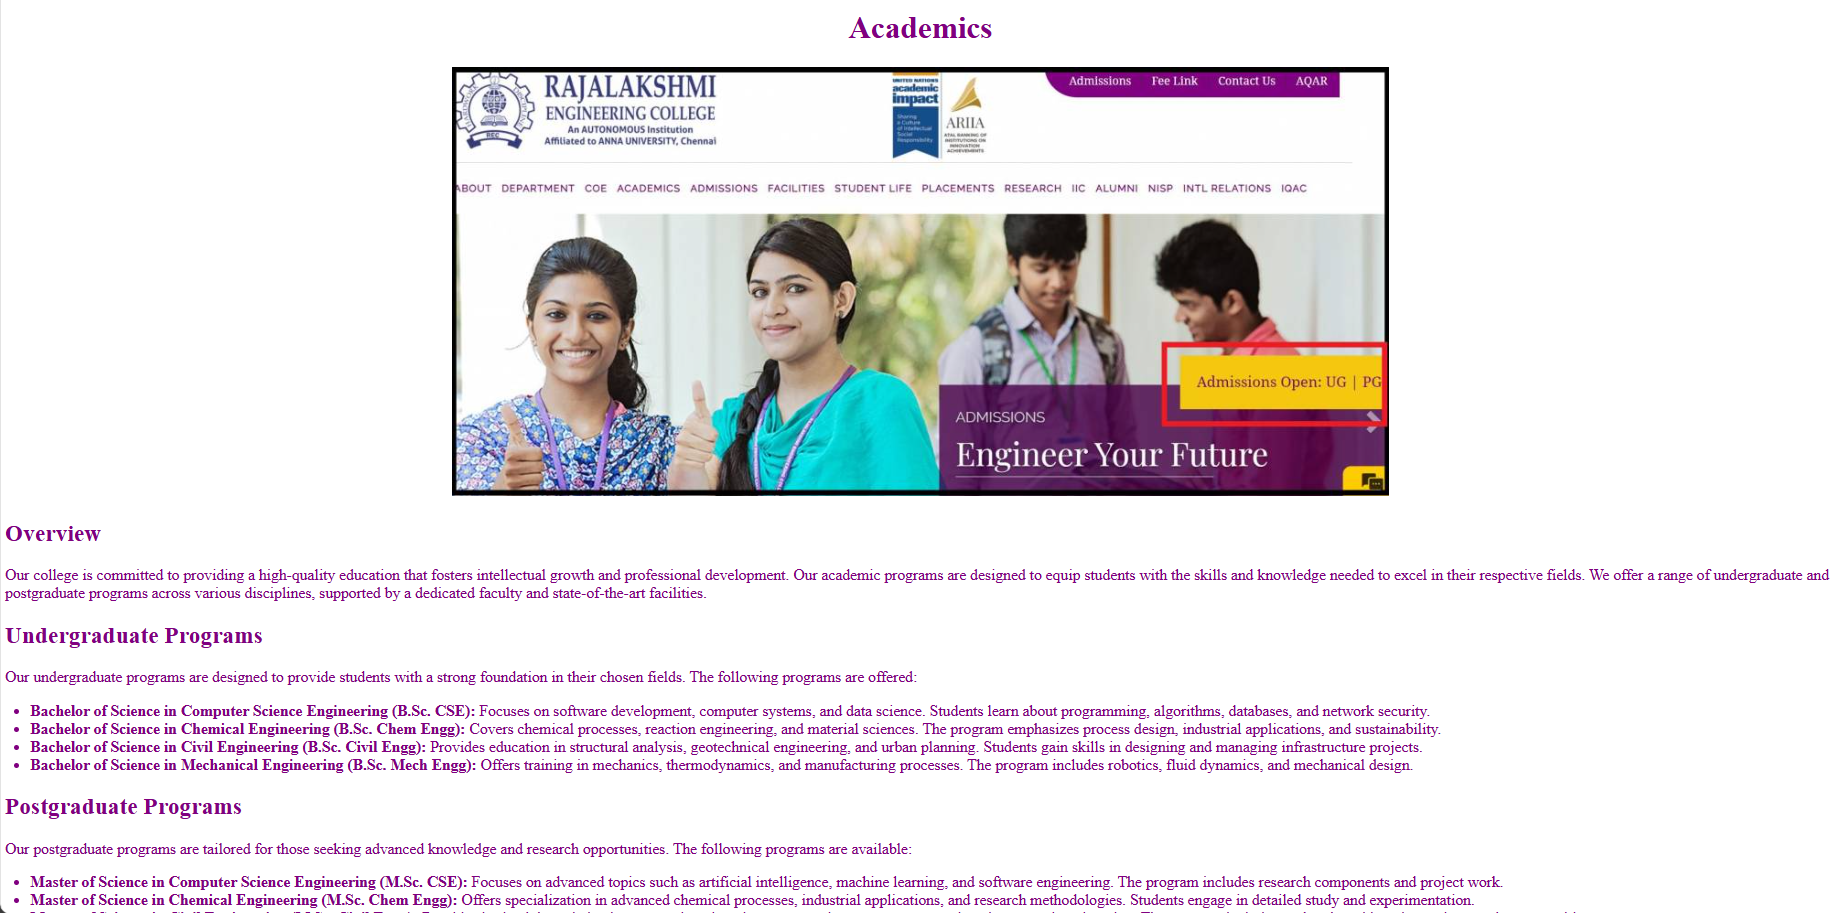 Academics
RAJALAKSHMI
ENGINEERING COLLEGE
An AUTONOMOUS Institution
Affiliated to ANNA UNIVERSITY, Chennai
REC
UNITED NATIONS
academic
impact
Sharing
a Culture
of Intellectual
Social
Responsibility
ARIIA
ATAL RANKING OF
INSTITUTIONS ON
INNOVATION
ACHIEVEMENTS
Admissions Fee Link Contact Us AQAR
ABOUT DEPARTMENT COE ACADEMICS ADMISSIONS FACILITIES STUDENT LIFE PLACEMENTS RESEARCH IIC ALUMNI NISP INTL RELATIONS IQAC
Admissions Open: UG | PG
ADMISSIONS
Engineer Your Future
Overview
Our college is committed to providing a high-quality education that fosters intellectual growth and professional development. Our academic programs are designed to equip students with the skills and knowledge needed to excel in their respective fields. We offer a range of undergraduate and
postgraduate programs across various disciplines, supported by a dedicated faculty and state-of-the-art facilities.
Undergraduate Programs
Our undergraduate programs are designed to provide students with a strong foundation in their chosen fields. The following programs are offered:
• Bachelor of Science in Computer Science Engineering (B.Sc. CSE): Focuses on software development, computer systems, and data science. Students learn about programming, algorithms, databases, and network security.
• Bachelor of Science in Chemical Engineering (B.Sc. Chem Engg): Covers chemical processes, reaction engineering, and material sciences. The program emphasizes process design, industrial applications, and sustainability.
• Bachelor of Science in Civil Engineering (B.Sc. Civil Engg): Provides education in structural analysis, geotechnical engineering, and urban planning. Students gain skills in designing and managing infrastructure projects.
• Bachelor of Science in Mechanical Engineering (B.Sc. Mech Engg): Offers training in mechanics, thermodynamics, and manufacturing processes. The program includes robotics, fluid dynamics, and mechanical design.
Postgraduate Programs
Our postgraduate programs are tailored for those seeking advanced knowledge and research opportunities. The following programs are available:
• Master of Science in Computer Science Engineering (M.Sc. CSE): Focuses on advanced topics such as artificial intelligence, machine learning, and software engineering. The program includes research components and project work.
• Master of Science in Chemical Engineering (M.Sc. Chem Engg): Offers specialization in advanced chemical processes, industrial applications, and research methodologies. Students engage in detailed study and experimentation.